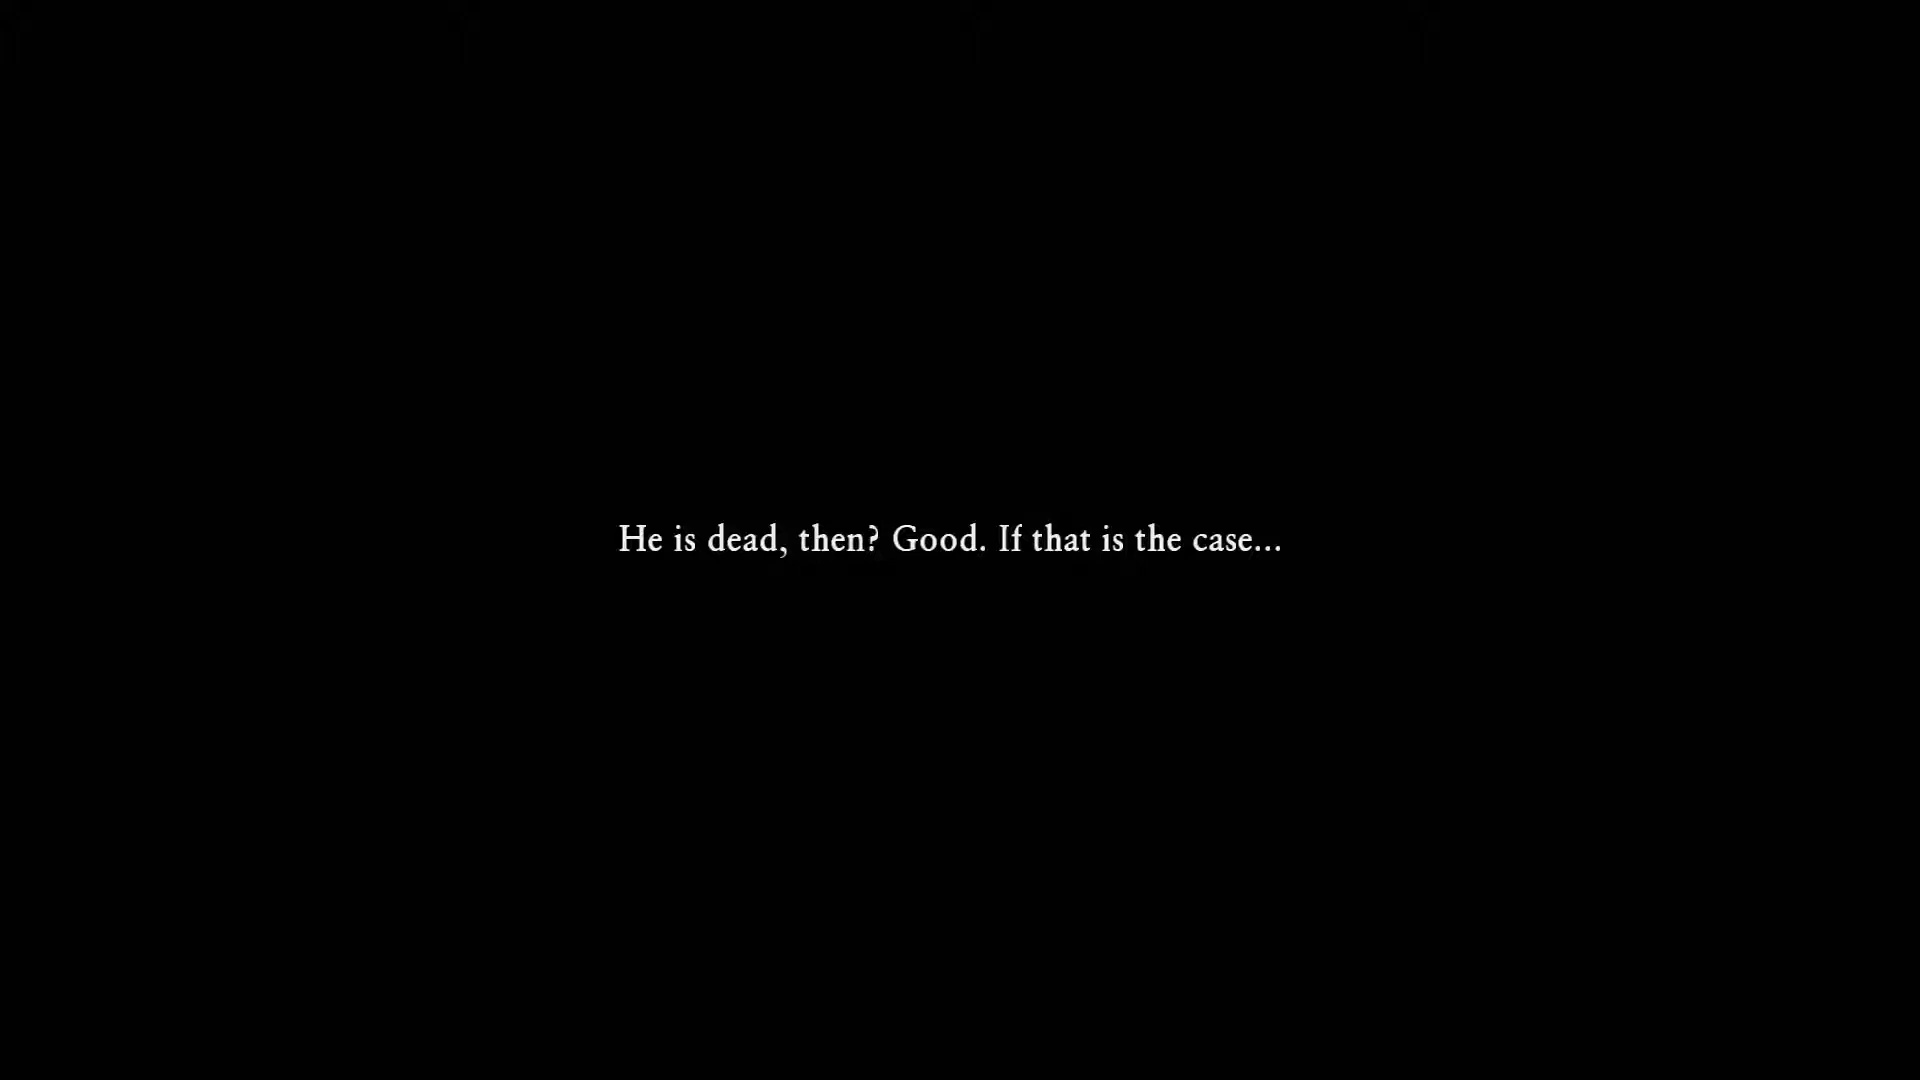 He is dead, then? Good. If that is the case...